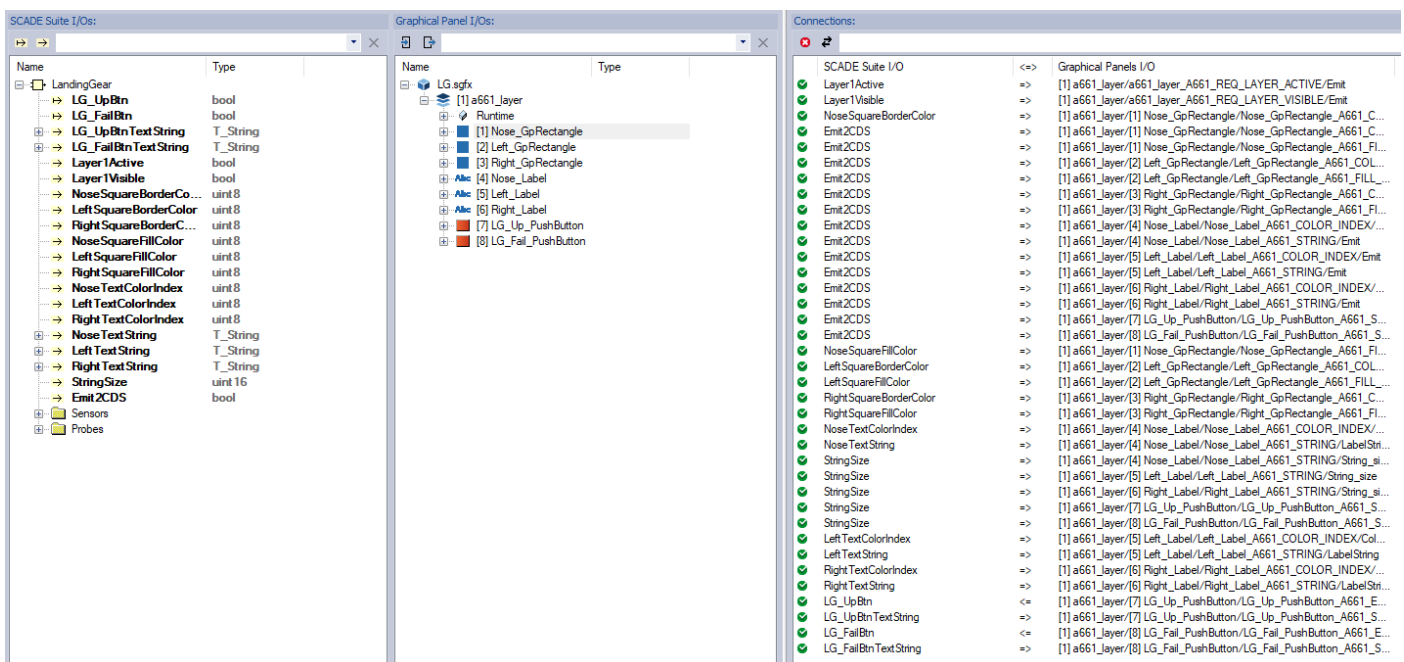 SCADE Suite I/Os:
Name Type
LandingGear
LG_UpBtn bool
LG_FailBtn bool
LG_UpBtnTextString T_String
LG_FailBtnTextString T_String
Layer1Active bool
Layer1Visible bool
NoseSquareBorderCo... uint8
LeftSquareBorderColor uint8
RightSquareBorderC... uint8
NoseSquareFillColor uint8
LeftSquareFillColor uint8
RightSquareFillColor uint8
NoseTextColorIndex uint8
LeftTextColorIndex uint8
RightTextColorIndex uint8
NoseTextString T_String
LeftTextString T_String
RightTextString T_String
StringSize uint16
Emit2CDS bool
Sensors
Probes
Graphical Panel I/Os:
Name Type
LG.sgfx
[1] a661_layer
Runtime
[1] Nose_GpRectangle
[2] Left_GpRectangle
[3] Right_GpRectangle
Abc [4] Nose_Label
Abc [5] Left_Label
Abc [6] Right_Label
[7] LG_Up_PushButton
[8] LG_Fail_PushButton
Connections:
SCADE Suite I/O <=> Graphical Panels I/O
Layer1Active => [1] a661_layer/a661_layer_A661_REQ_LAYER_ACTIVE/Emit
Layer1Visible => [1] a661_layer/a661_layer_A661_REQ_LAYER_VISIBLE/Emit
NoseSquareBorderColor => [1] a661_layer/[1] Nose_GpRectangle/Nose_GpRectangle_A661_C...
Emit2CDS => [1] a661_layer/[1] Nose_GpRectangle/Nose_GpRectangle_A661_C...
Emit2CDS => [1] a661_layer/[1] Nose_GpRectangle/Nose_GpRectangle_A661_FI...
Emit2CDS => [1] a661_layer/[2] Left_GpRectangle/Left_GpRectangle_A661_COL...
Emit2CDS => [1] a661_layer/[2] Left_GpRectangle/Left_GpRectangle_A661_FILL_...
Emit2CDS => [1] a661_layer/[3] Right_GpRectangle/Right_GpRectangle_A661_C...
Emit2CDS => [1] a661_layer/[3] Right_GpRectangle/Right_GpRectangle_A661_FI...
Emit2CDS => [1] a661_layer/[4] Nose_Label/Nose_Label_A661_COLOR_INDEX/...
Emit2CDS => [1] a661_layer/[4] Nose_Label/Nose_Label_A661_STRING/Emit
Emit2CDS => [1] a661_layer/[5] Left_Label/Left_Label_A661_COLOR_INDEX/Emit
Emit2CDS => [1] a661_layer/[5] Left_Label/Left_Label_A661_STRING/Emit
Emit2CDS => [1] a661_layer/[6] Right_Label/Right_Label_A661_COLOR_INDEX/...
Emit2CDS => [1] a661_layer/[6] Right_Label/Right_Label_A661_STRING/Emit
Emit2CDS => [1] a661_layer/[7] LG_Up_PushButton/LG_Up_PushButton_A661_S...
Emit2CDS => [1] a661_layer/[8] LG_Fail_PushButton/LG_Fail_PushButton_A661_S...
NoseSquareFillColor => [1] a661_layer/[1] Nose_GpRectangle/Nose_GpRectangle_A661_FI...
LeftSquareBorderColor => [1] a661_layer/[2] Left_GpRectangle/Left_GpRectangle_A661_COL...
LeftSquareFillColor => [1] a661_layer/[2] Left_GpRectangle/Left_GpRectangle_A661_FILL_...
RightSquareBorderColor => [1] a661_layer/[3] Right_GpRectangle/Right_GpRectangle_A661_C...
RightSquareFillColor => [1] a661_layer/[3] Right_GpRectangle/Right_GpRectangle_A661_FI...
NoseTextColorIndex => [1] a661_layer/[4] Nose_Label/Nose_Label_A661_COLOR_INDEX/...
NoseTextString => [1] a661_layer/[4] Nose_Label/Nose_Label_A661_STRING/LabelStri...
StringSize => [1] a661_layer/[4] Nose_Label/Nose_Label_A661_STRING/String_si...
StringSize => [1] a661_layer/[5] Left_Label/Left_Label_A661_STRING/String_size
StringSize => [1] a661_layer/[6] Right_Label/Right_Label_A661_STRING/String_si...
StringSize => [1] a661_layer/[7] LG_Up_PushButton/LG_Up_PushButton_A661_S...
StringSize => [1] a661_layer/[8] LG_Fail_PushButton/LG_Fail_PushButton_A661_S...
LeftTextColorIndex => [1] a661_layer/[5] Left_Label/Left_Label_A661_COLOR_INDEX/Col...
LeftTextString => [1] a661_layer/[5] Left_Label/Left_Label_A661_STRING/LabelString
RightTextColorIndex => [1] a661_layer/[6] Right_Label/Right_Label_A661_COLOR_INDEX/...
RightTextString => [1] a661_layer/[6] Right_Label/Right_Label_A661_STRING/LabelStri...
LG_UpBtn <= [1] a661_layer/[7] LG_Up_PushButton/LG_Up_PushButton_A661_E...
LG_UpBtnTextString => [1] a661_layer/[7] LG_Up_PushButton/LG_Up_PushButton_A661_S...
LG_FailBtn <= [1] a661_layer/[8] LG_Fail_PushButton/LG_Fail_PushButton_A661_E...
LG_FailBtnTextString => [1] a661_layer/[8] LG_Fail_PushButton/LG_Fail_PushButton_A661_S...